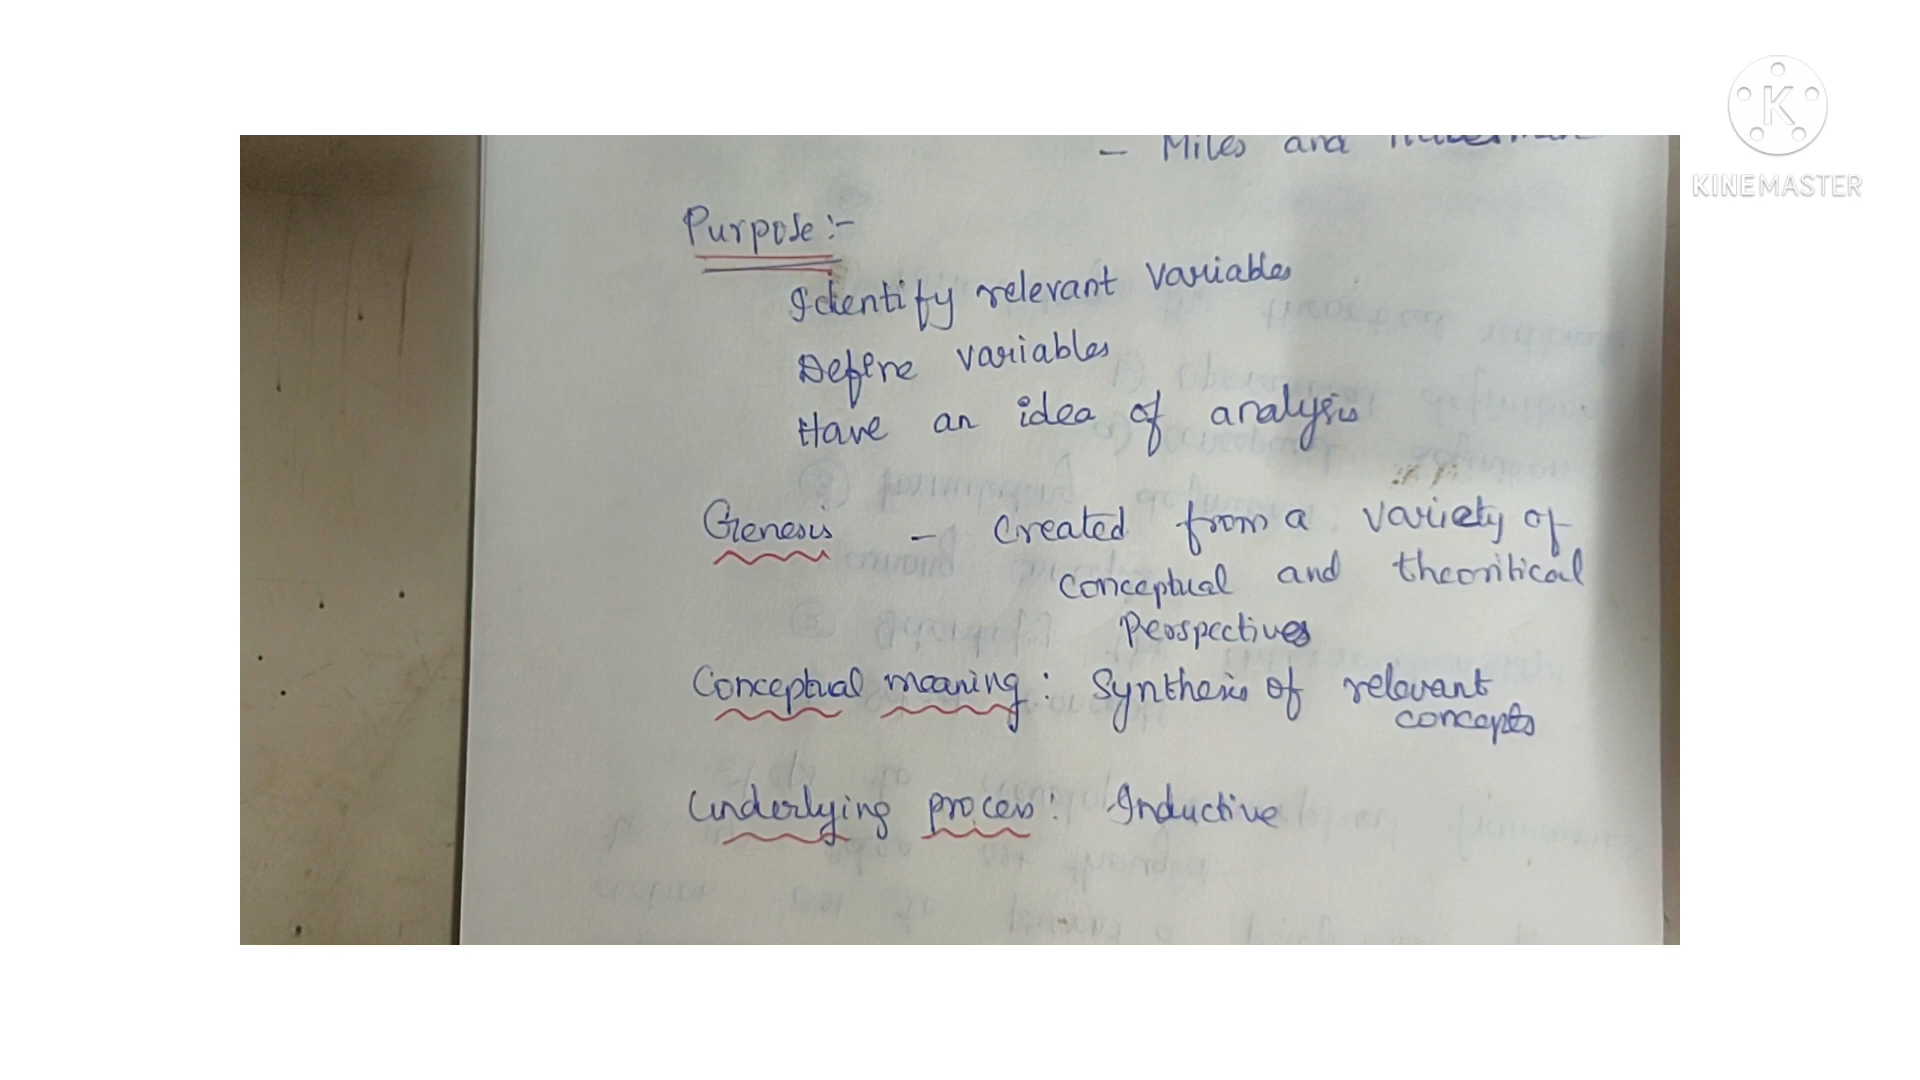 - Miles and
KINEMASTER
Purpose :-
Identify relevant variables
Define variables
Have an idea of analysis
Genesis - Created from a variety of
conceptual and theoritical
Perspectives
Conceptual meaning : Synthesis of relevant
concepts
Underlying process : Inductive